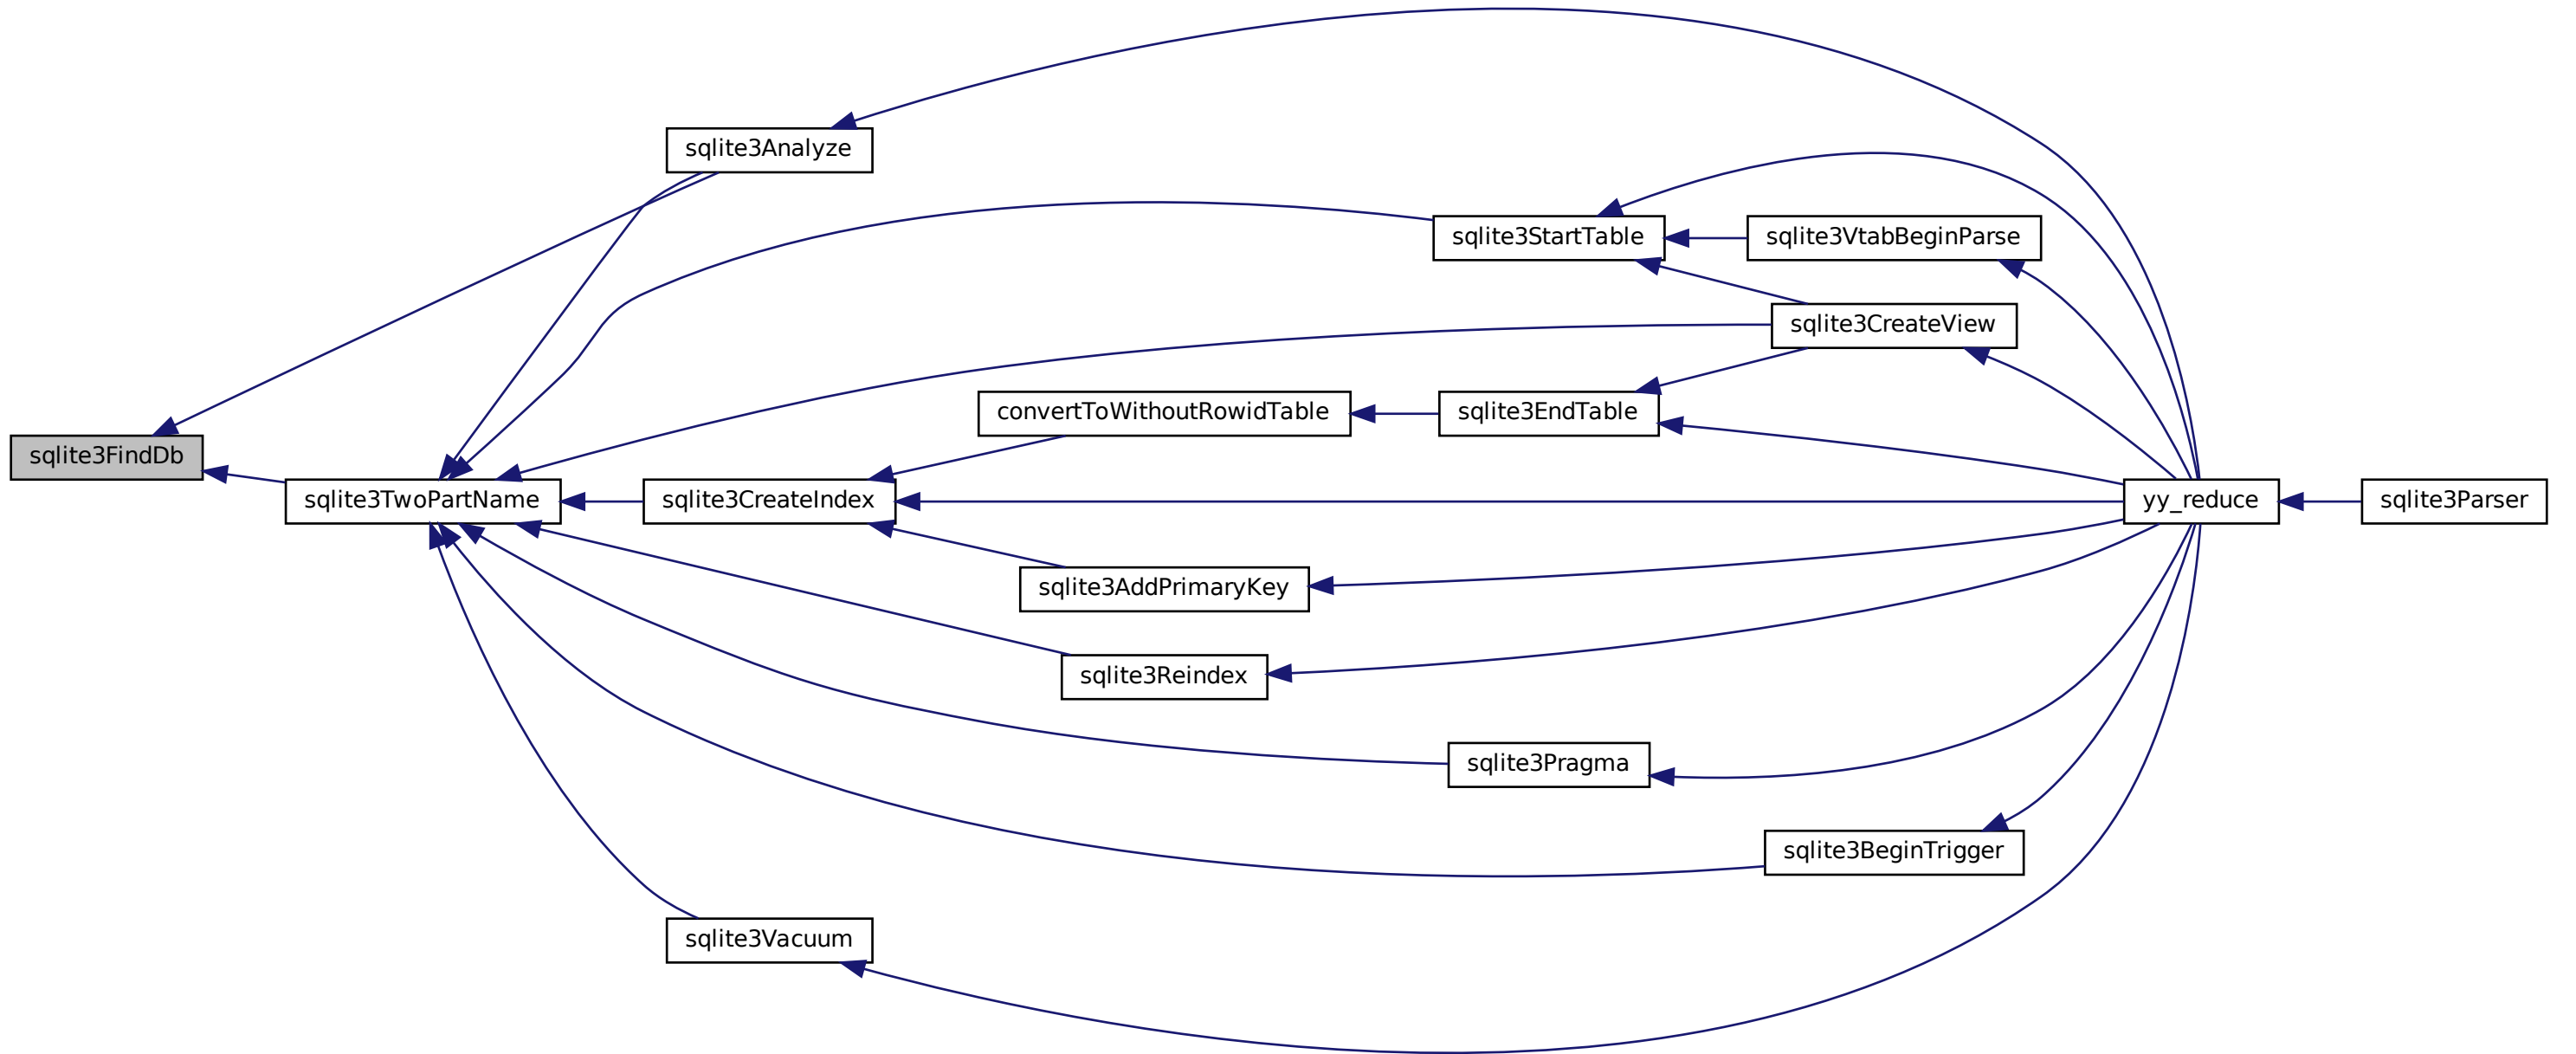 sqlite3Analyze
sqlite3StartTable
sqlite3VtabBeginParse
sqlite3CreateView
convertToWithoutRowidTable
sqlite3EndTable
sqlite3FindDb
sqlite3TwoPartName
sqlite3CreateIndex
yy_reduce
sqlite3Parser
sqlite3AddPrimaryKey
sqlite3Reindex
sqlite3Pragma
sqlite3BeginTrigger
sqlite3Vacuum